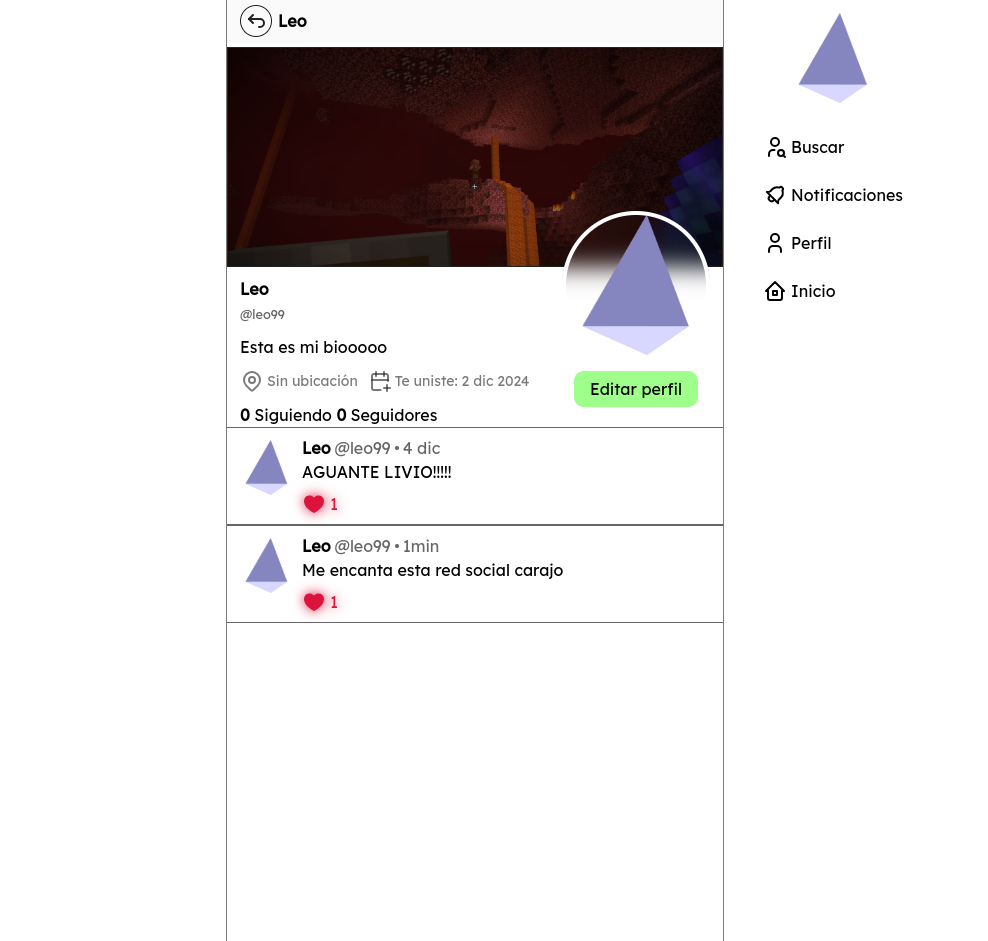 Leo
Leo
@leo99
Esta es mi biooooo
Sin ubicación Te uniste: 2 dic 2024
Editar perfil
0 Siguiendo 0 Seguidores
Leo @leo99 • 4 dic
AGUANTE LIVIO!!!!!
1
Leo @leo99 • 1min
Me encanta esta red social carajo
1
Buscar
Notificaciones
Perfil
Inicio